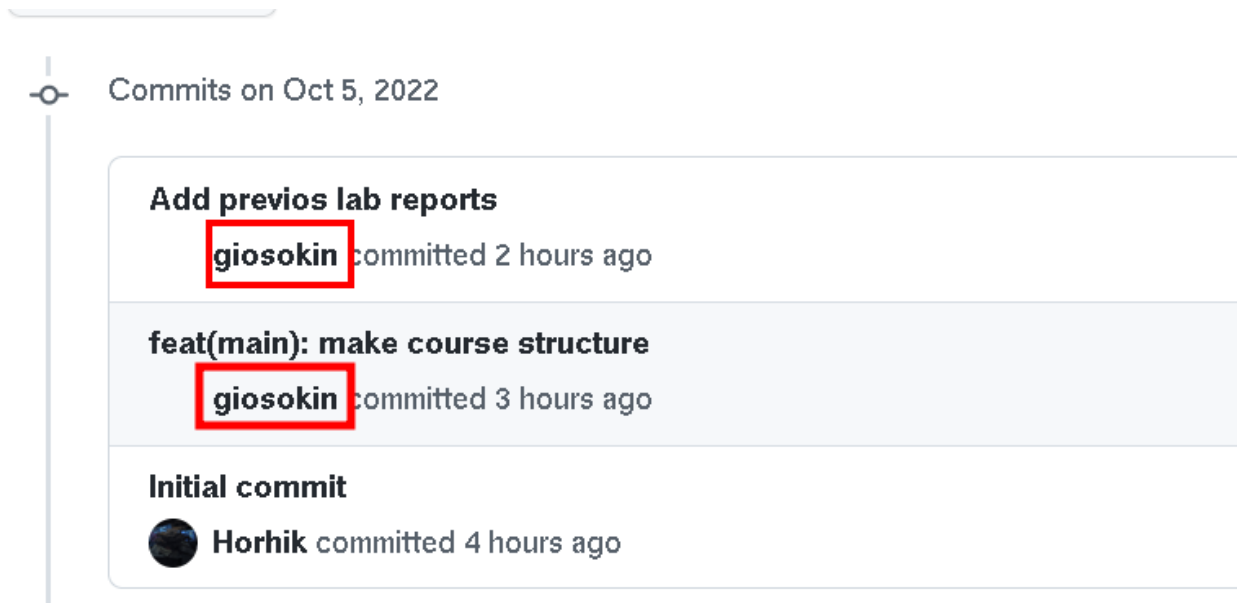 Commits on Oct 5, 2022
Add previos lab reports
giosokin committed 2 hours ago
feat(main): make course structure
giosokin committed 3 hours ago
Initial commit
Horhik committed 4 hours ago